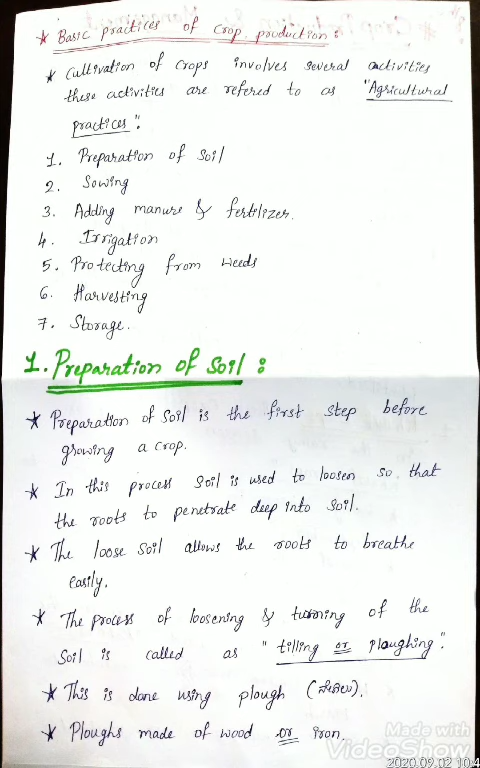 * Basic practices of crop production :
* Cultivation of crops involves several activities
these activities are refered to as "Agricultural
practices".
1. Preparation of Soil
2. Sowing
3. Adding manure & fertilizer.
4. Irrigation
5. Protecting from weeds
6. Harvesting
7. Storage.
1. Preparation of Soil :
* Preparation of Soil is the first step before
growing a crop.
* In this process soil is used to loosen so that
the roots to penetrate deep into soil.
* The loose soil allows the roots to breathe
easily.
* The process of loosening & turning of the
Soil is called as "tilling or ploughing".
* This is done using plough (ನೇಗಿಲು).
* Ploughs made of wood or iron.
Made with
VideoShow
2020.09.02 10:4